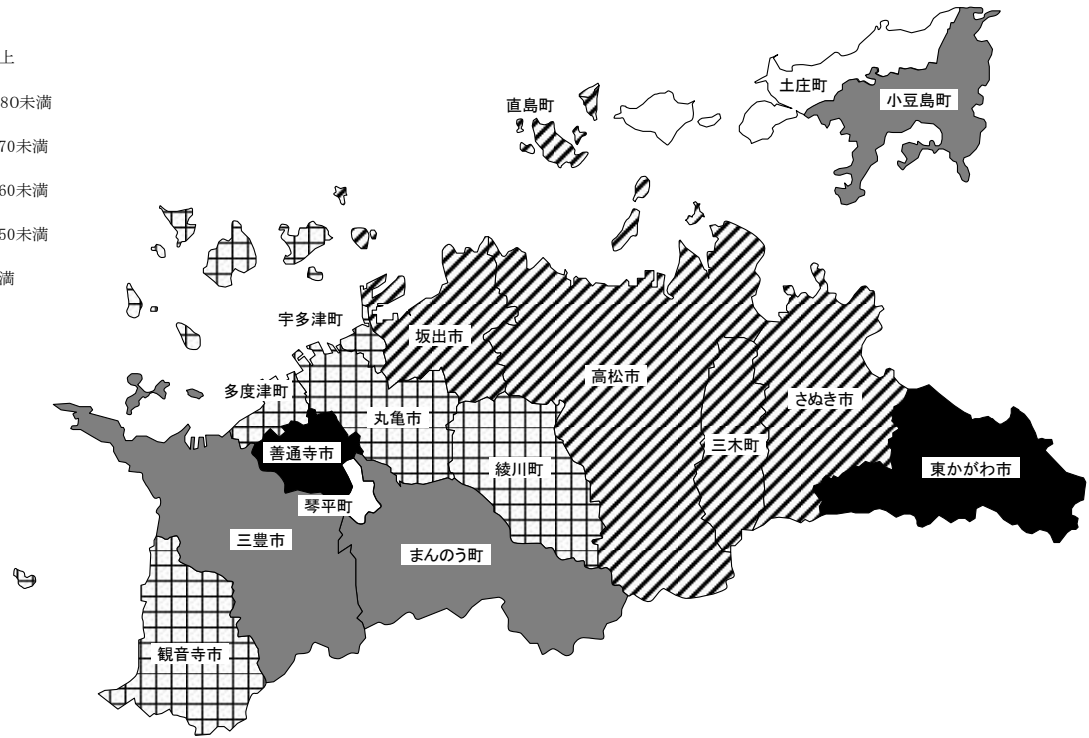 上
80未満
70未満
60未満
50未満
満
土庄町
小豆島町
直島町
宇多津町
坂出市
高松市
多度津町
丸亀市
さぬき市
善通寺市
三木町
綾川町
東かがわ市
琴平町
三豊市
まんのう町
観音寺市